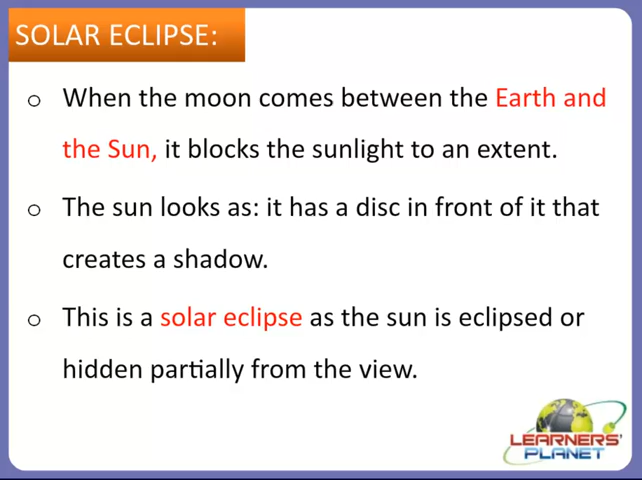 SOLAR ECLIPSE:
o When the moon comes between the Earth and
the Sun, it blocks the sunlight to an extent.
o The sun looks as: it has a disc in front of it that
creates a shadow.
o This is a solar eclipse as the sun is eclipsed or
hidden partially from the view.
LEARNERS'
PLANET